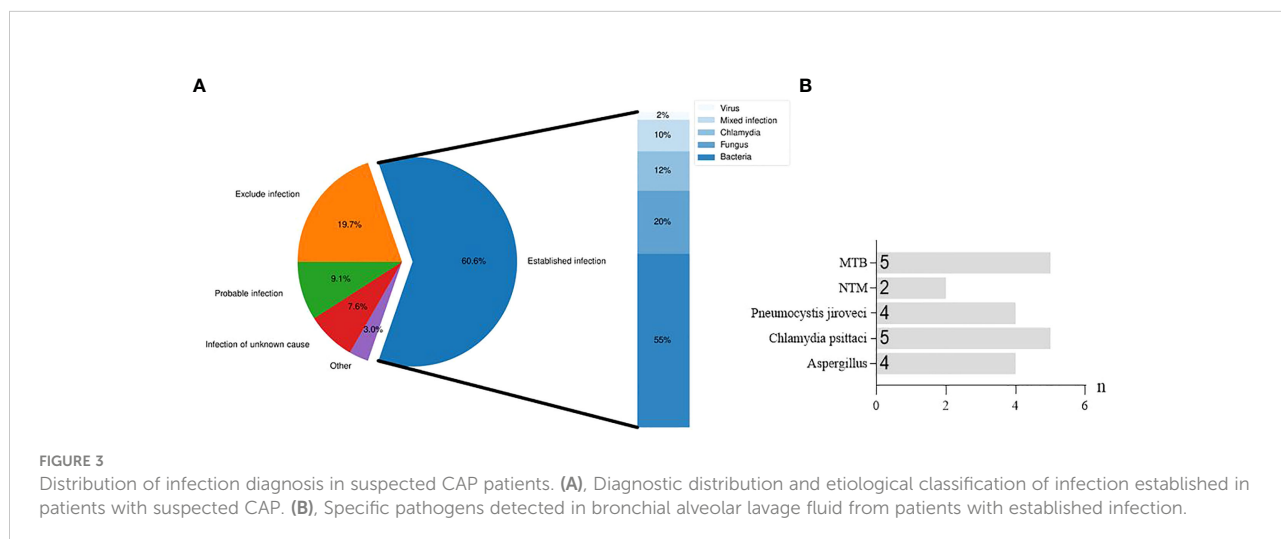 A
Exclude infection
19.7%
Probable infection
9.1%
Infection of unknown cause
7.6%
Other
3.0%
60.6%
Established infection
2%
10%
12%
20%
55%
Virus
Mixed infection
Chlamydia
Fungus
Bacteria
B
MTB 5
NTM 2
Pneumocystis jiroveci 4
Chlamydia psittaci 5
Aspergillus 4
0 2 4 6 n
FIGURE 3
Distribution of infection diagnosis in suspected CAP patients. (A), Diagnostic distribution and etiological classification of infection established in
patients with suspected CAP. (B), Specific pathogens detected in bronchial alveolar lavage fluid from patients with established infection.